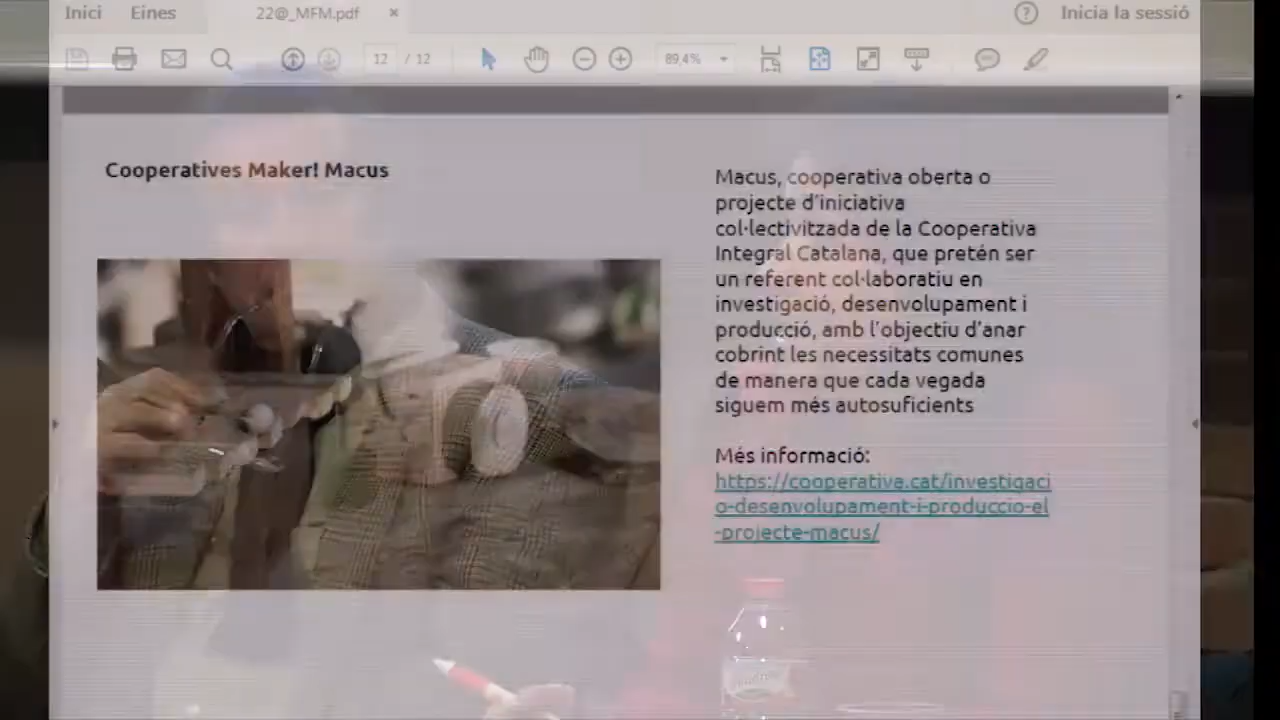 Inici Eines 22@_MFM.pdf × Inicia la sessió
12 / 12 89,4%
Cooperatives Maker! Macus
Macus, cooperativa oberta o
projecte d'iniciativa
col·lectivitzada de la Cooperativa
Integral Catalana, que pretén ser
un referent col·laboratiu en
investigació, desenvolupament i
producció, amb l'objectiu d'anar
cobrint les necessitats comunes
de manera que cada vegada
siguem més autosuficients
Més informació:
https://cooperativa.cat/investigaci
o-desenvolupament-i-produccio-el
-projecte-macus/